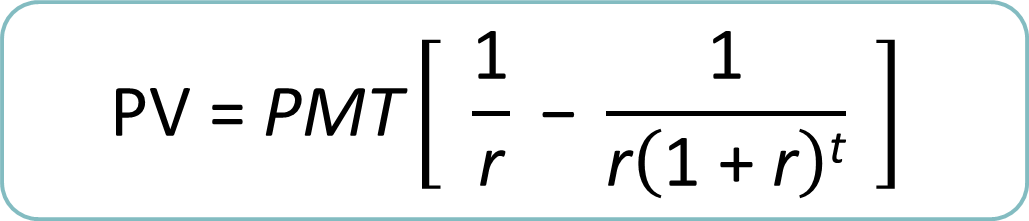 PV = PMT [ 1/r − 1/r(1 + r)^t ]